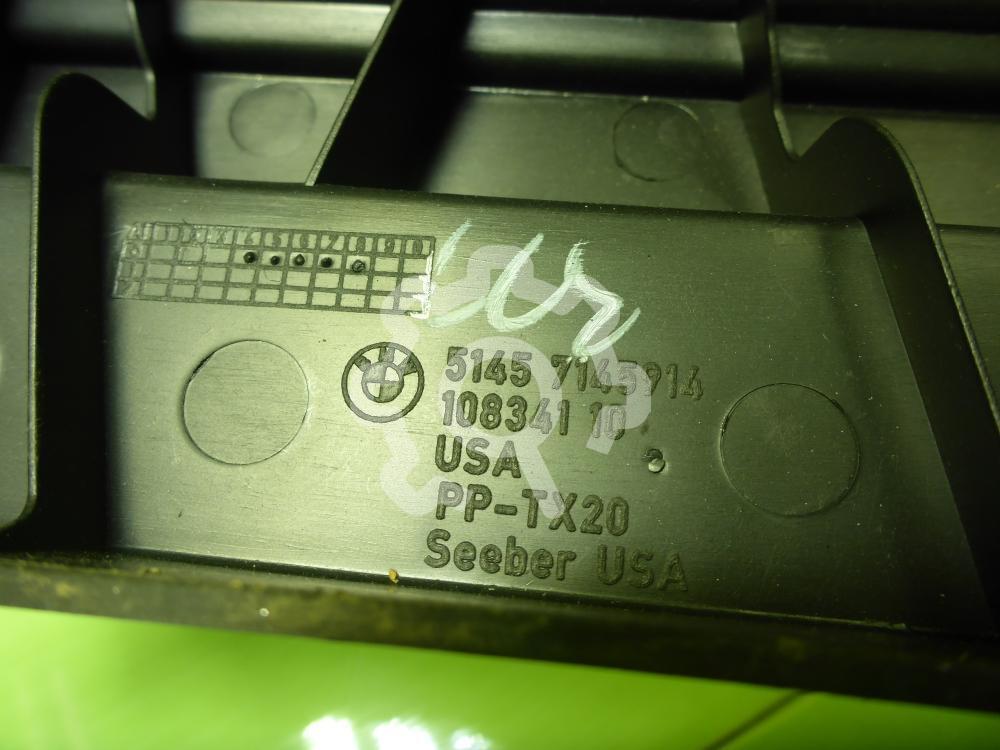 5145 7145914
108341 10
USA
PP-TX20
Seeber USA